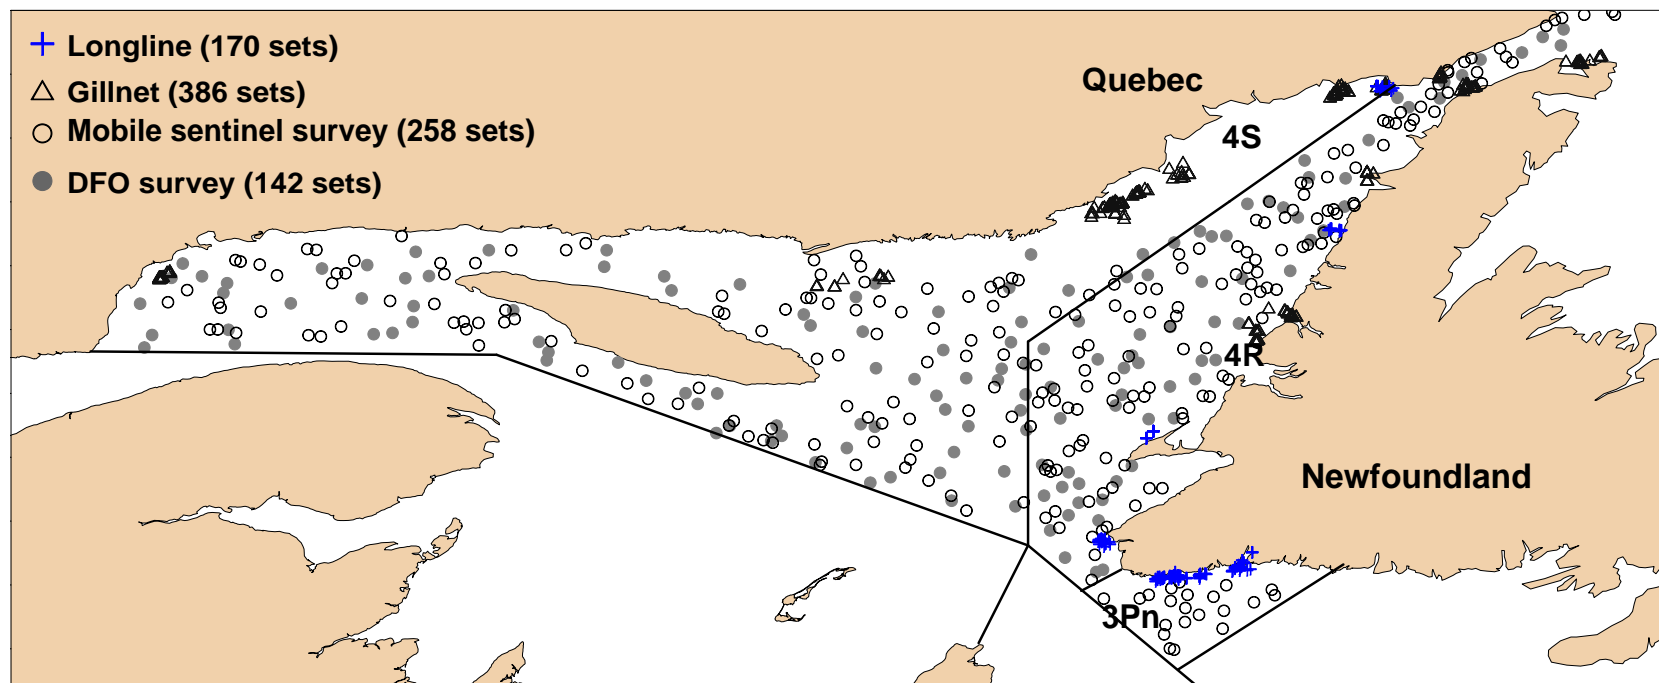 Longline (170 sets)
Gillnet (386 sets)
Mobile sentinel survey (258 sets)
DFO survey (142 sets)
Quebec
4S
4R
Newfoundland
3Pn